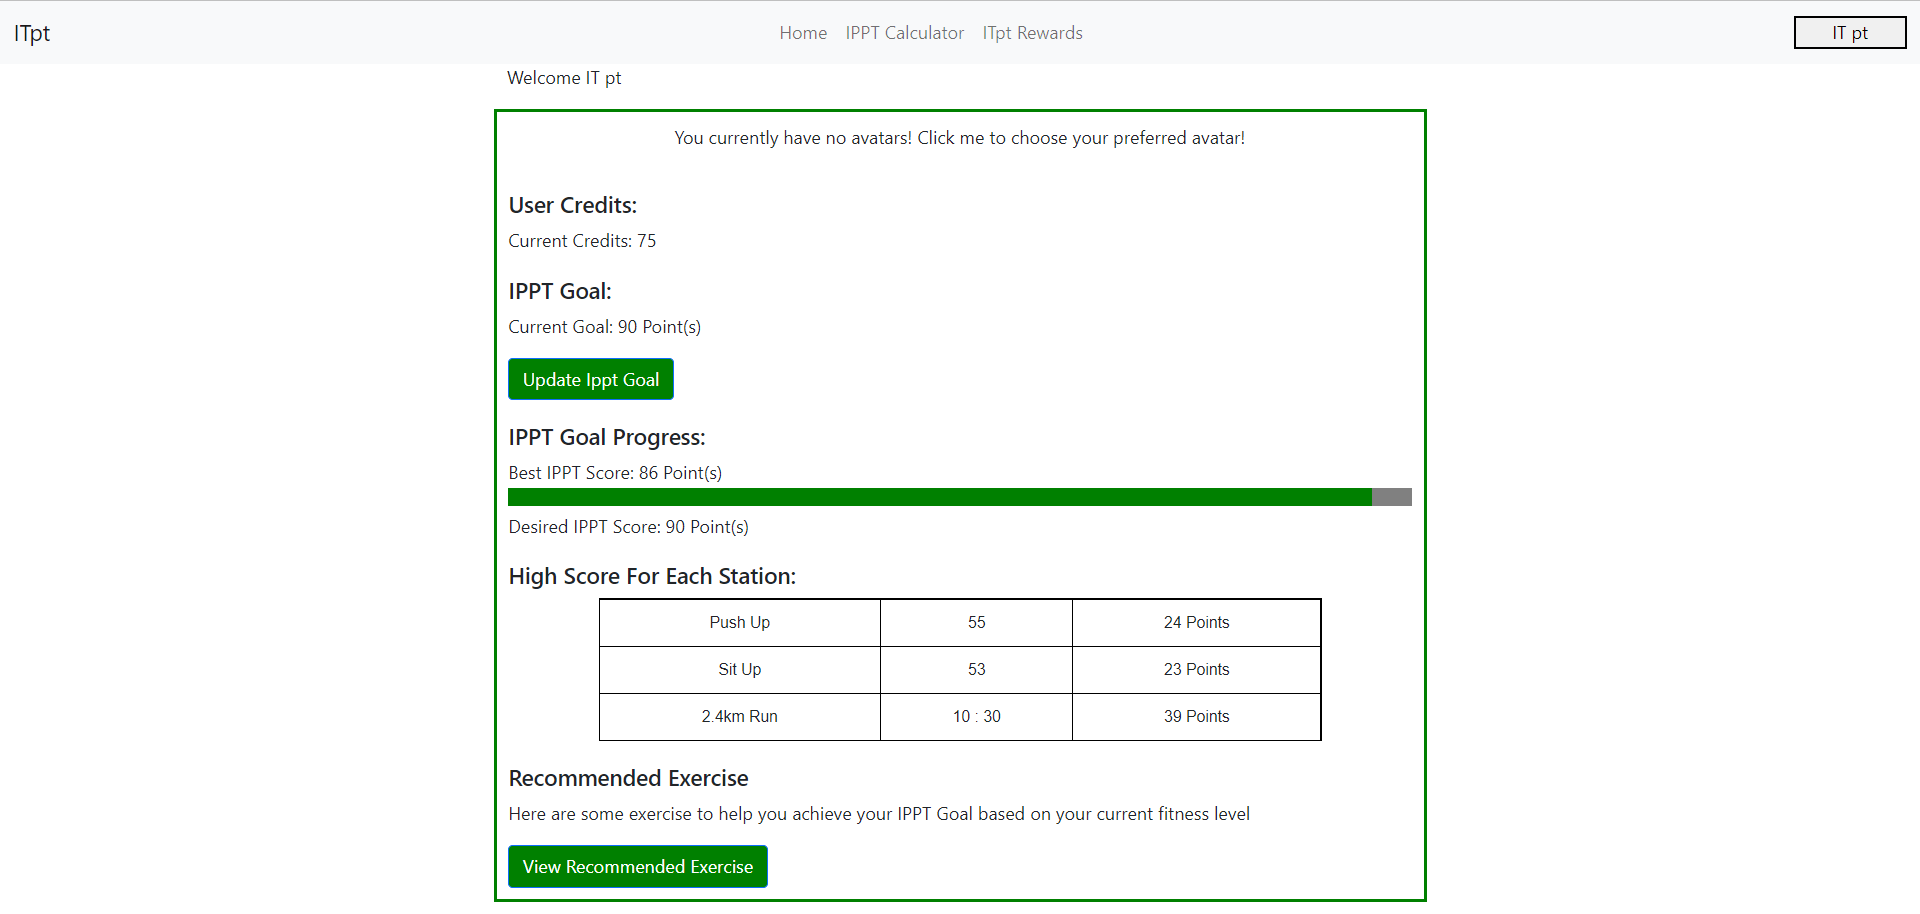 ITpt Home IPPT Calculator ITpt Rewards IT pt
Welcome IT pt
You currently have no avatars! Click me to choose your preferred avatar!
User Credits:
Current Credits: 75
IPPT Goal:
Current Goal: 90 Point(s)
Update Ippt Goal
IPPT Goal Progress:
Best IPPT Score: 86 Point(s)
Desired IPPT Score: 90 Point(s)
High Score For Each Station:
Push Up 55 24 Points
Sit Up 53 23 Points
2.4km Run 10 : 30 39 Points
Recommended Exercise
Here are some exercise to help you achieve your IPPT Goal based on your current fitness level
View Recommended Exercise